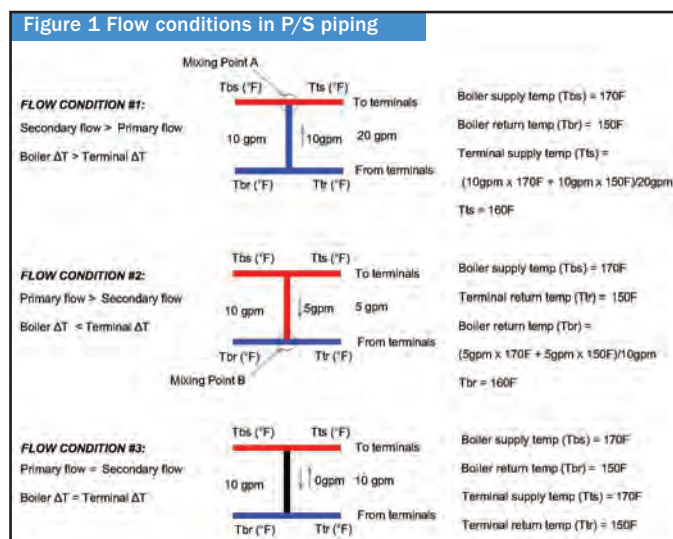 Figure 1 Flow conditions in P/S piping
Mixing Point A
Tbs (°F) Tts (°F)
FLOW CONDITION #1:
Secondary flow > Primary flow
Boiler ΔT > Terminal ΔT
To terminals
10 gpm ↑10gpm 20 gpm
From terminals
Tbr (°F) Ttr (°F)
Boiler supply temp (Tbs) = 170F
Boiler return temp (Tbr) = 150F
Terminal supply temp (Tts) =
(10gpm x 170F + 10gpm x 150F)/20gpm
Tts = 160F
FLOW CONDITION #2:
Primary flow > Secondary flow
Boiler ΔT < Terminal ΔT
Tbs (°F) Tts (°F)
To terminals
10 gpm ↓5gpm 5 gpm
From terminals
Tbr (°F) Ttr (°F)
Mixing Point B
Boiler supply temp (Tbs) = 170F
Terminal return temp (Ttr) = 150F
Boiler return temp (Tbr) =
(5gpm x 170F + 5gpm x 150F)/10gpm
Tbr = 160F
FLOW CONDITION #3:
Primary flow = Secondary flow
Boiler ΔT = Terminal ΔT
Tbs (°F) Tts (°F)
To terminals
10 gpm ↓↑0gpm 10 gpm
From terminals
Tbr (°F) Ttr (°F)
Boiler supply temp (Tbs) = 170F
Boiler return temp (Tbr) = 150F
Terminal supply temp (Tts) = 170F
Terminal return temp (Ttr) = 150F